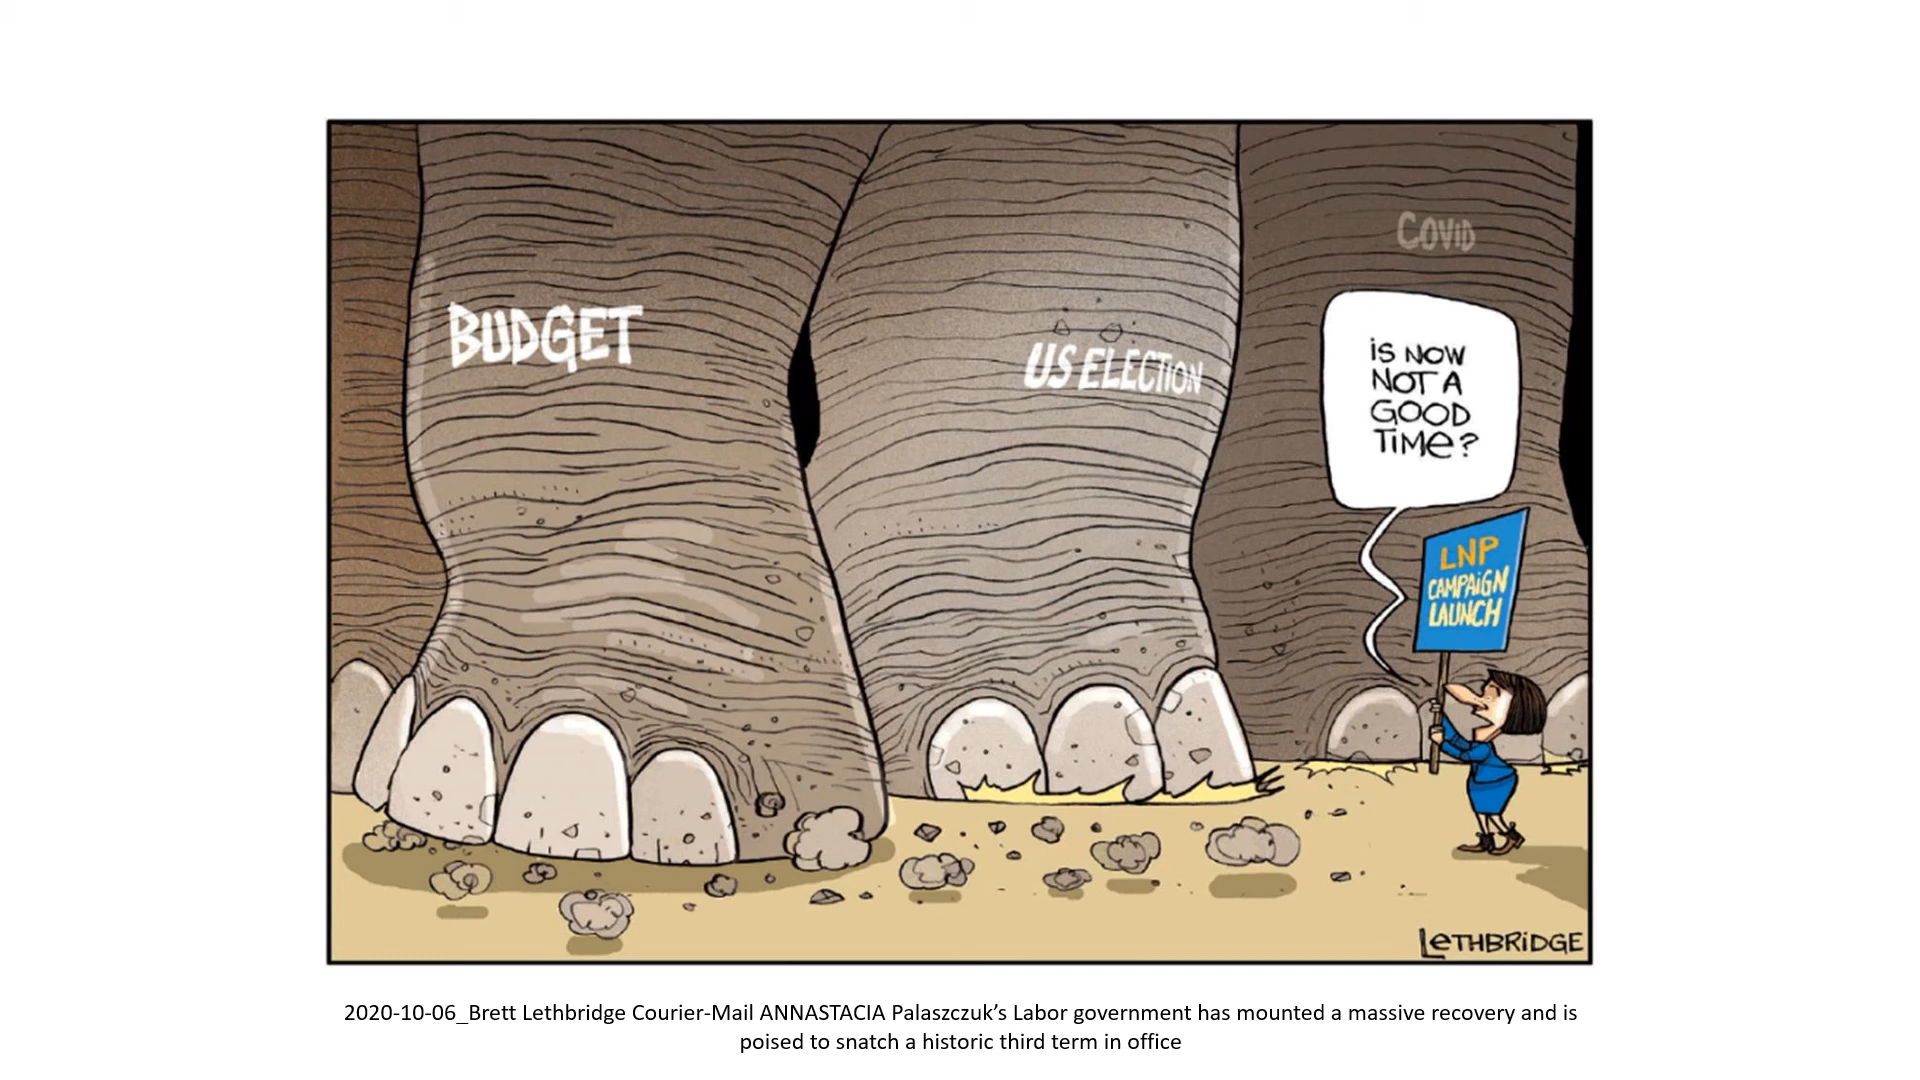 COVID
BUDGET
US ELECTION
iS NOW
NOT A
GOOD
TiMe?
LNP
CAMPAiGN
LAUNCH
LeTHBRiDGE
2020-10-06_Brett Lethbridge Courier-Mail ANNASTACIA Palaszczuk’s Labor government has mounted a massive recovery and is
poised to snatch a historic third term in office